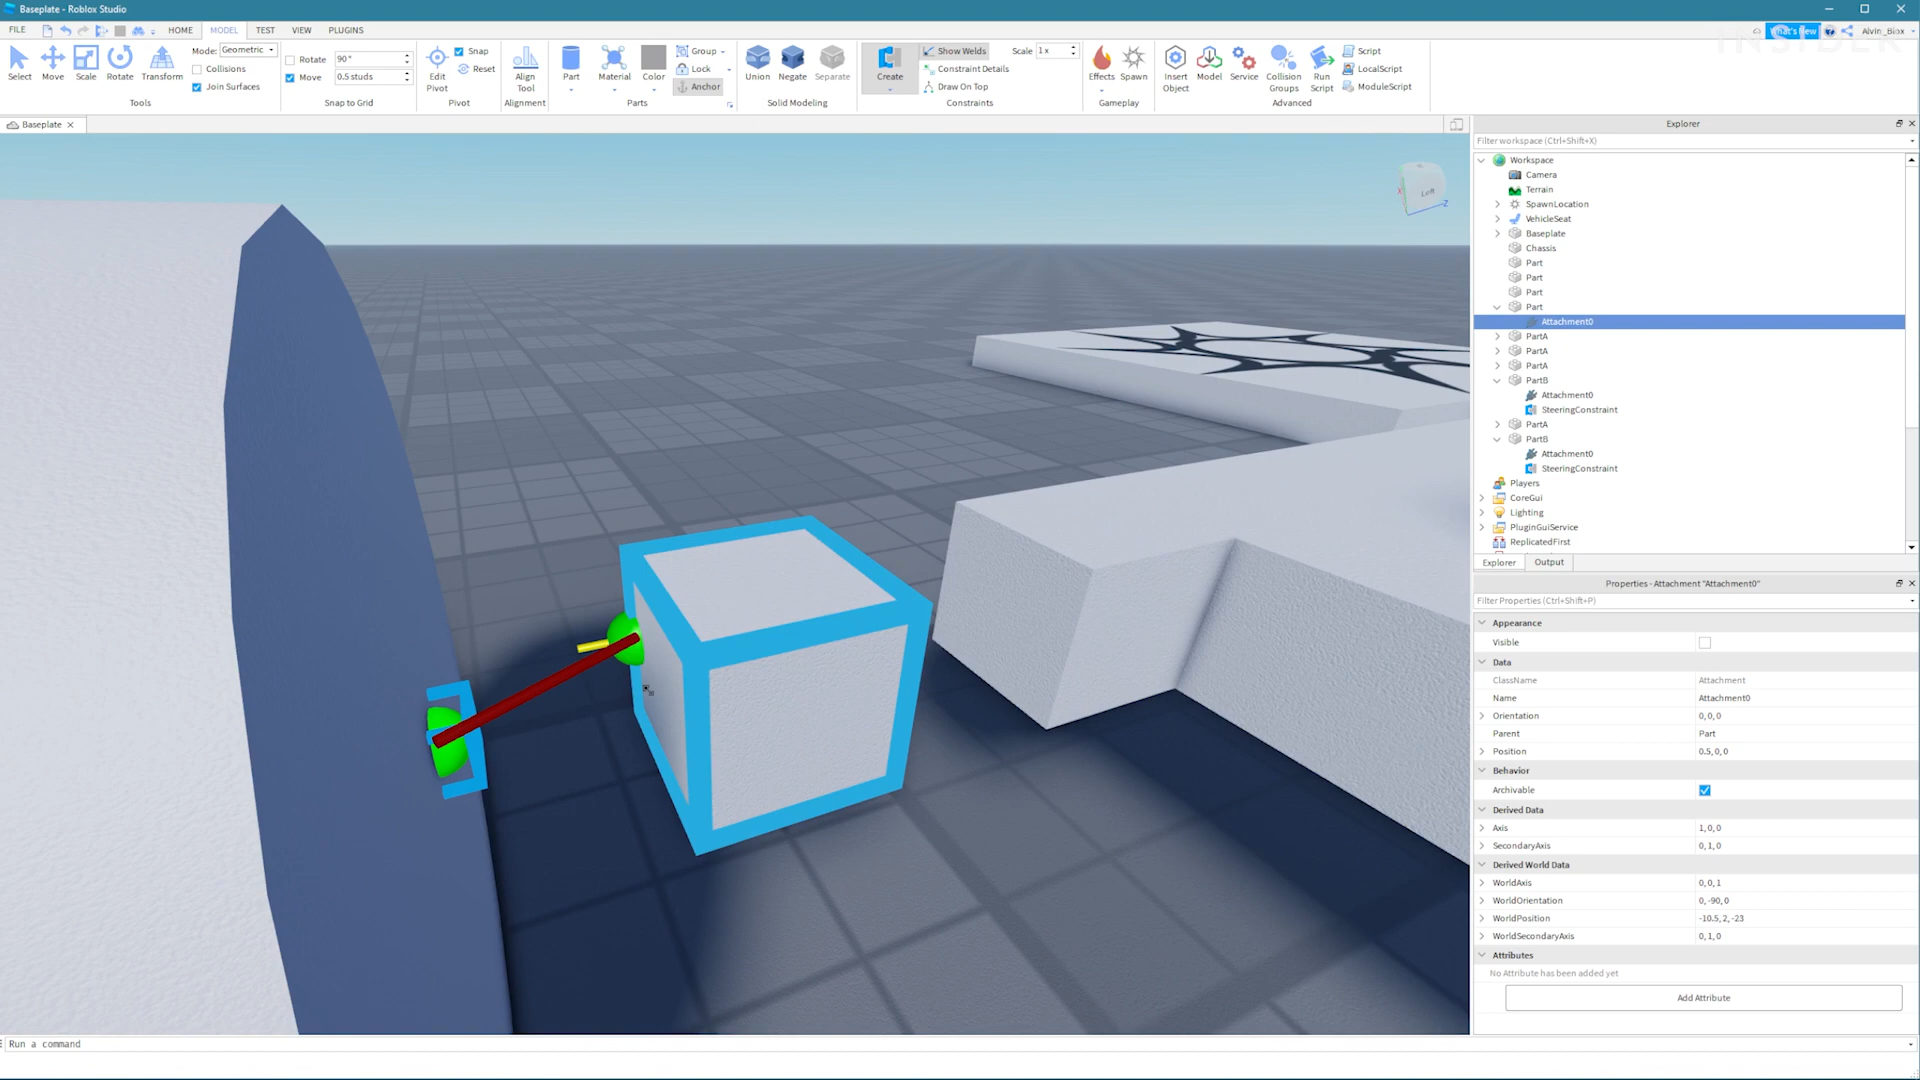 Baseplate - Roblox Studio
FILE HOME MODEL TEST VIEW PLUGINS What's New Alvin_Biox
INSIDER
Select Move Scale Rotate Transform
Mode: Geometric
Collisions
Join Surfaces
Tools
Rotate 90°
Move 0.5 studs
Snap to Grid
Edit Pivot
Snap
Reset
Pivot
Align Tool
Alignment
Part Material Color
Group
Lock
Anchor
Parts
Union Negate Separate
Solid Modeling
Create
Show Welds Scale 1 x
Constraint Details
Draw On Top
Constraints
Effects Spawn
Gameplay
Insert Object Model Service Collision Groups Run Script
Script
LocalScript
ModuleScript
Advanced
Baseplate
Left
X
Z
Explorer
Filter workspace (Ctrl+Shift+X)
Workspace
Camera
Terrain
SpawnLocation
VehicleSeat
Baseplate
Chassis
Part
Part
Part
Part
Attachment0
PartA
PartA
PartA
PartB
Attachment0
SteeringConstraint
PartA
PartB
Attachment0
SteeringConstraint
Players
CoreGui
Lighting
PluginGuiService
ReplicatedFirst
Explorer Output
Properties - Attachment "Attachment0"
Filter Properties (Ctrl+Shift+P)
Appearance
Visible
Data
ClassName Attachment
Name Attachment0
Orientation 0, 0, 0
Parent Part
Position 0.5, 0, 0
Behavior
Archivable
Derived Data
Axis 1, 0, 0
SecondaryAxis 0, 1, 0
Derived World Data
WorldAxis 0, 0, 1
WorldOrientation 0, -90, 0
WorldPosition -10.5, 2, -23
WorldSecondaryAxis 0, 1, 0
Attributes
No Attribute has been added yet
Add Attribute
Run a command